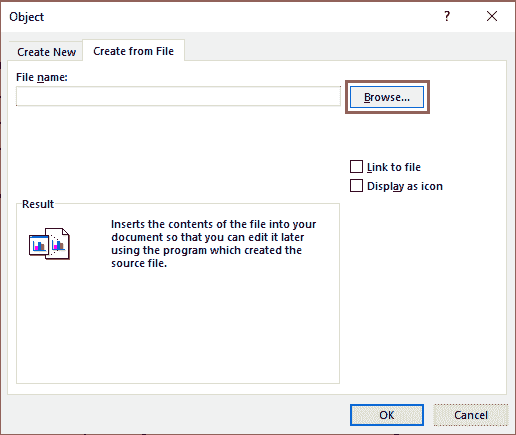 Object
?
Create New
Create from File
File name:
Browse...
Link to file
Display as icon
Result
Inserts the contents of the file into your
document so that you can edit it later
using the program which created the
source file.
OK
Cancel